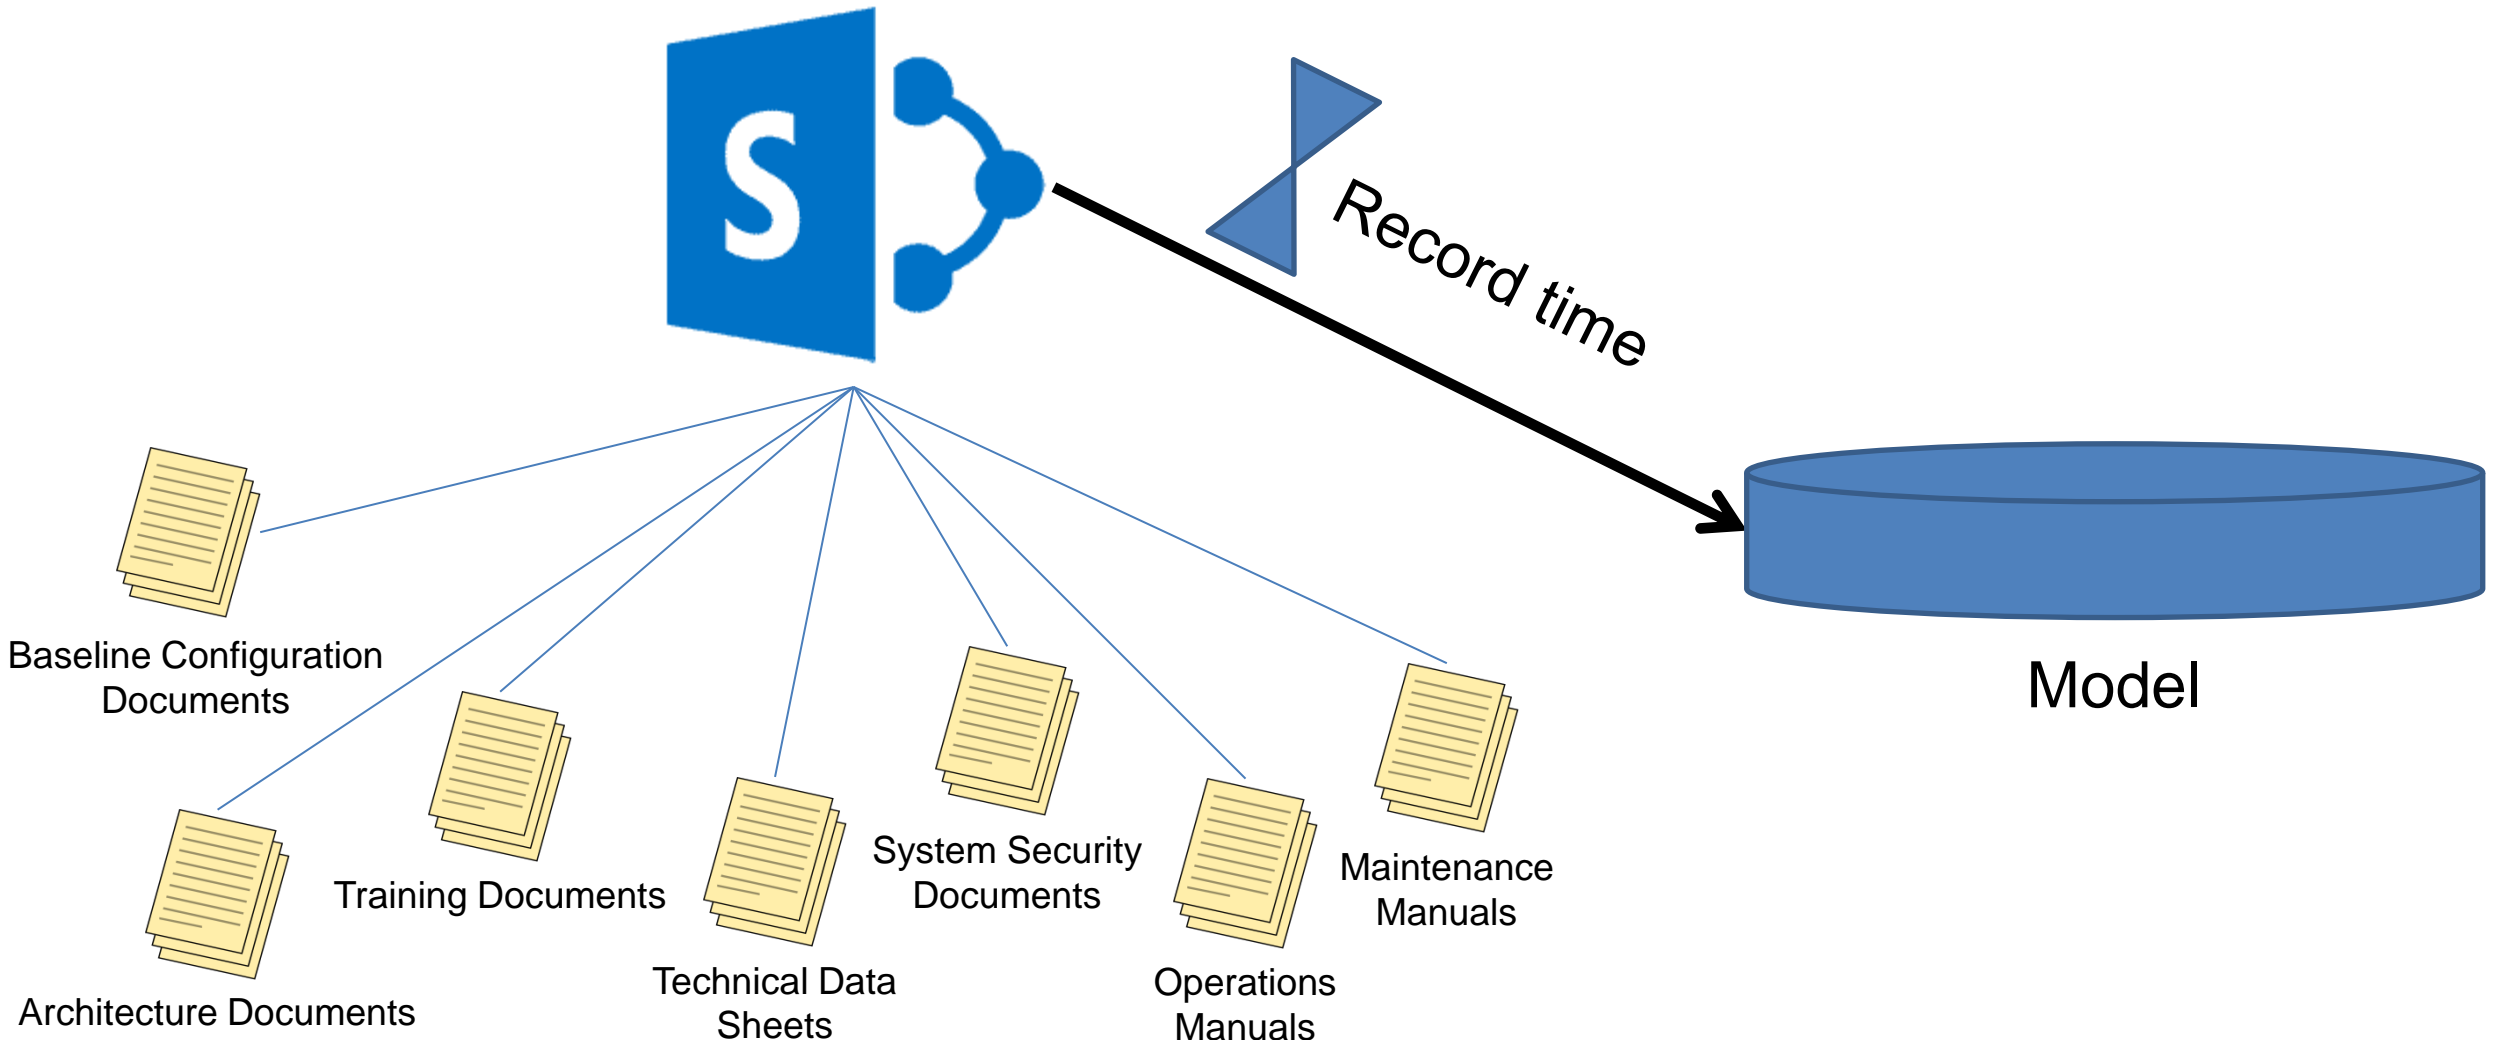 S
Record time
Baseline Configuration
Documents
Model
Training Documents
System Security
Documents
Maintenance
Manuals
Architecture Documents
Technical Data
Sheets
Operations
Manuals